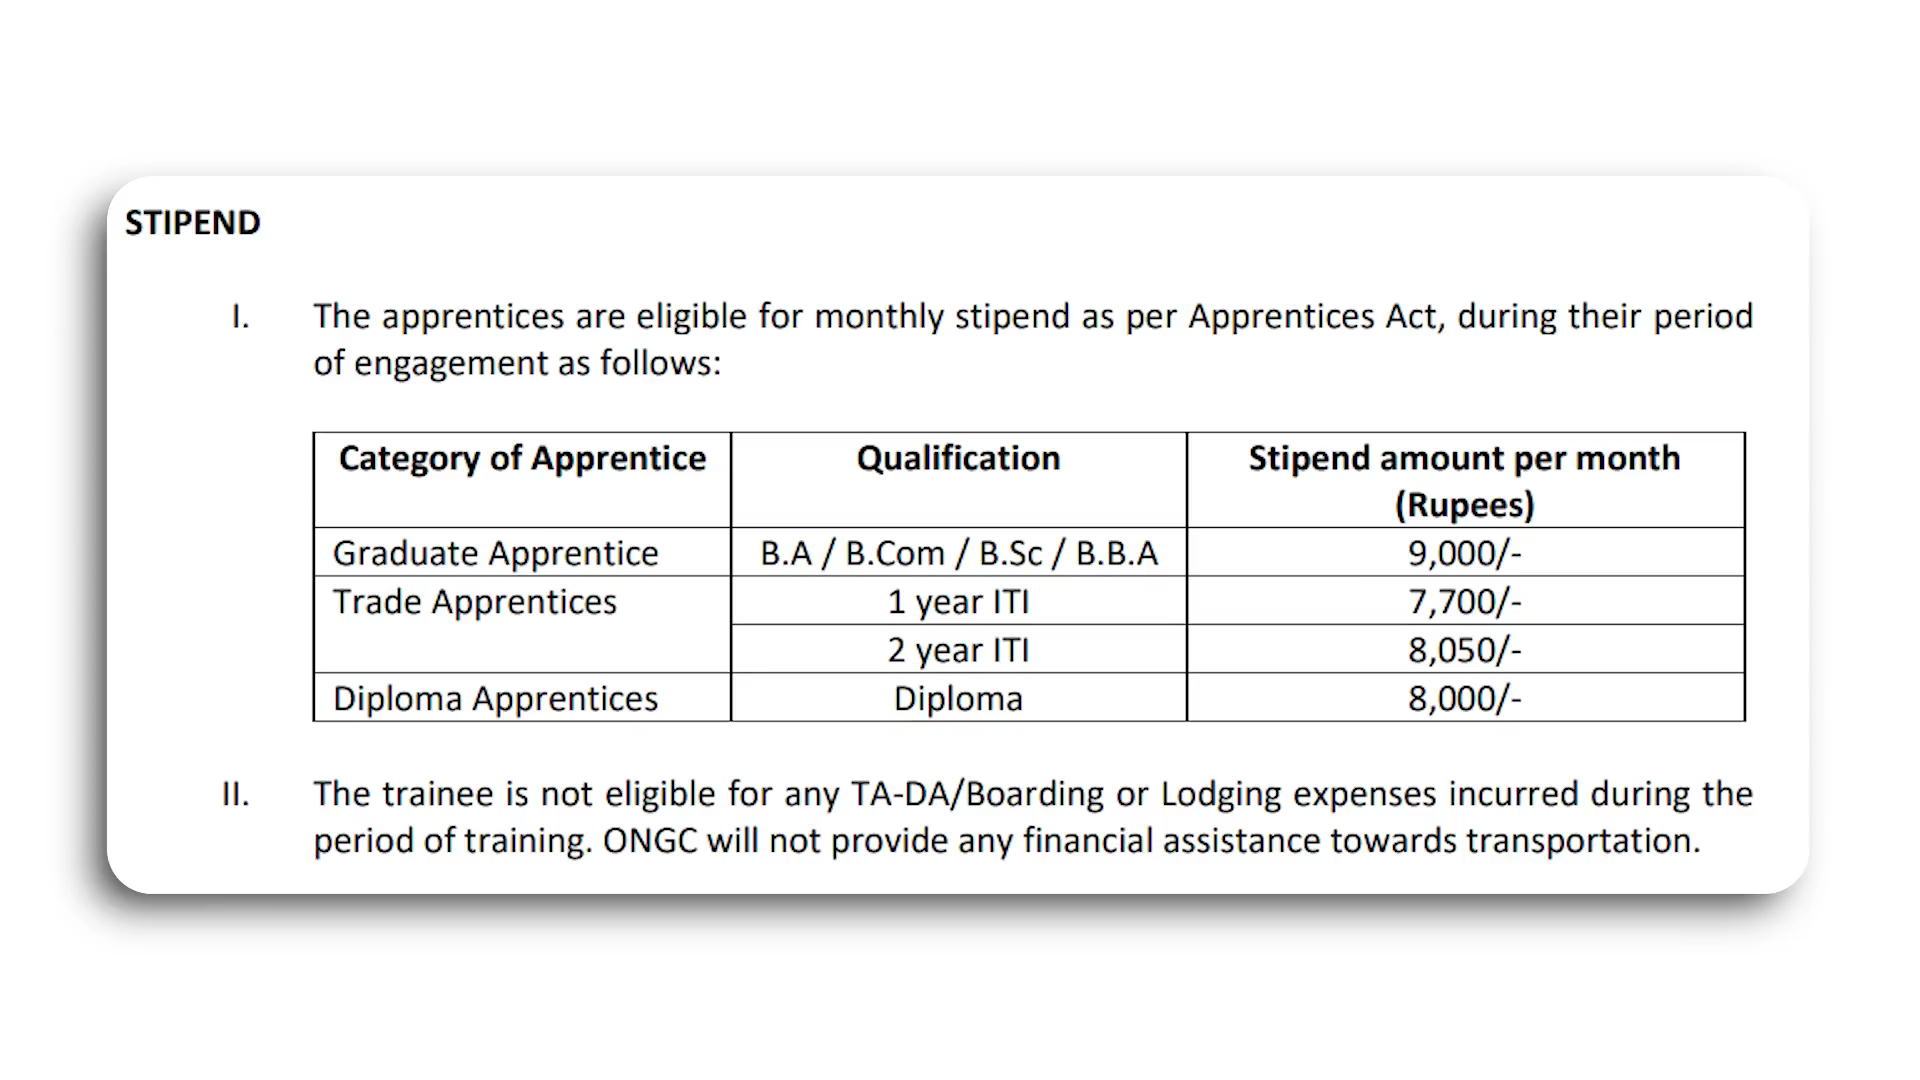 STIPEND
I. The apprentices are eligible for monthly stipend as per Apprentices Act, during their period
of engagement as follows:
Category of Apprentice Qualification Stipend amount per month
(Rupees)
Graduate Apprentice B.A / B.Com / B.Sc / B.B.A 9,000/-
Trade Apprentices 1 year ITI 7,700/-
2 year ITI 8,050/-
Diploma Apprentices Diploma 8,000/-
II. The trainee is not eligible for any TA-DA/Boarding or Lodging expenses incurred during the
period of training. ONGC will not provide any financial assistance towards transportation.